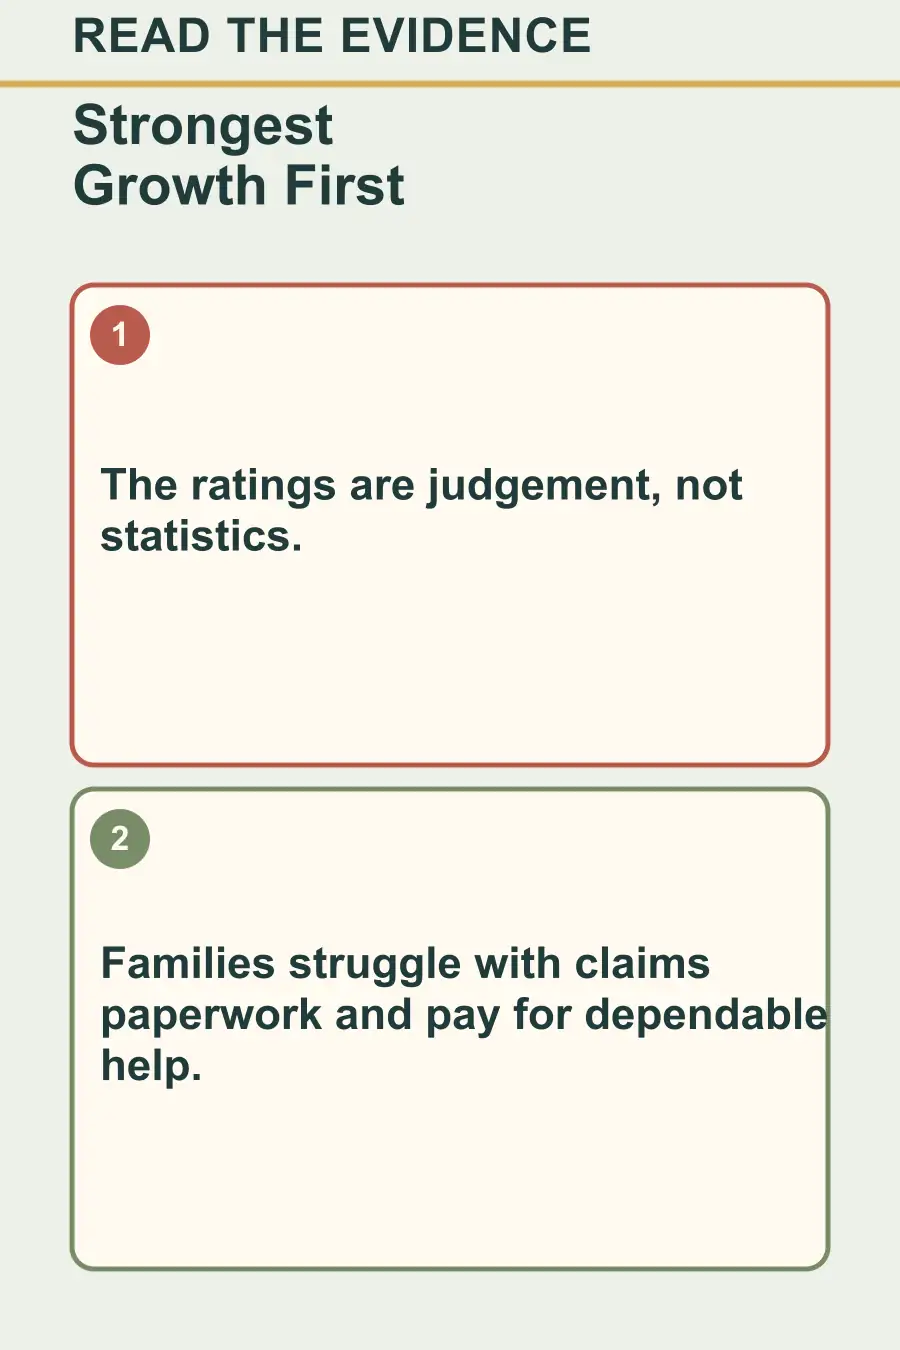 READ THE EVIDENCE
Strongest
Growth First
1
The ratings are judgement, not
statistics.
2
Families struggle with claims
paperwork and pay for dependable
help.